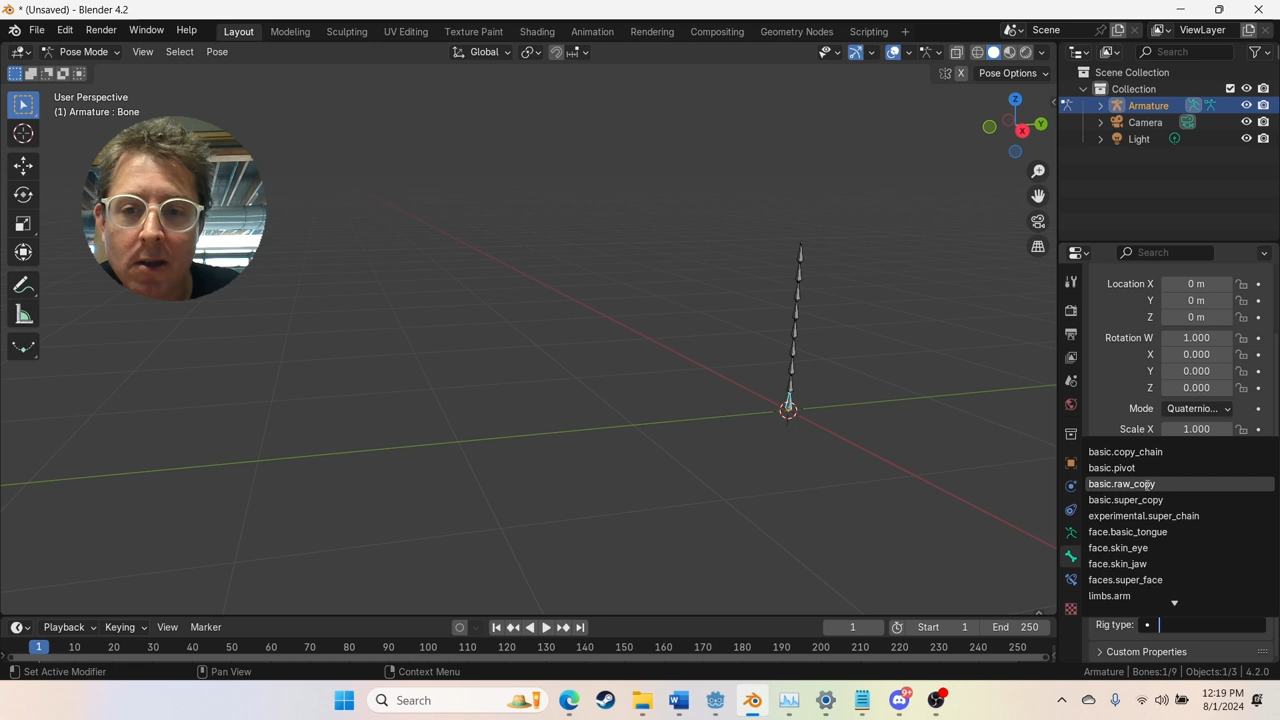 * (Unsaved) - Blender 4.2
File Edit Render Window Help Layout Modeling Sculpting UV Editing Texture Paint Shading Animation Rendering Compositing Geometry Nodes Scripting + Scene ViewLayer
Pose Mode View Select Pose Global Search
X Pose Options Scene Collection
Collection
User Perspective
(1) Armature : Bone
Armature
Camera
Light
Z
Y
X
Search
Location X 0 m
Y 0 m
Z 0 m
Rotation W 1.000
X 0.000
Y 0.000
Z 0.000
Mode Quaternio...
Scale X 1.000
basic.copy_chain
basic.pivot
basic.raw_copy
basic.super_copy
experimental.super_chain
face.basic_tongue
face.skin_eye
face.skin_jaw
faces.super_face
limbs.arm
Rig type:
Playback Keying View Marker 1 Start 1 End 250
1 10 20 30 40 50 60 70 80 90 100 110 120 130 140 150 160 170 180 190 200 210 220 230 240 250
Custom Properties
Set Active Modifier Pan View Context Menu Armature | Bones:1/9 | Objects:1/3 | 4.2.0
Search 9+ 12:19 PM
8/1/2024